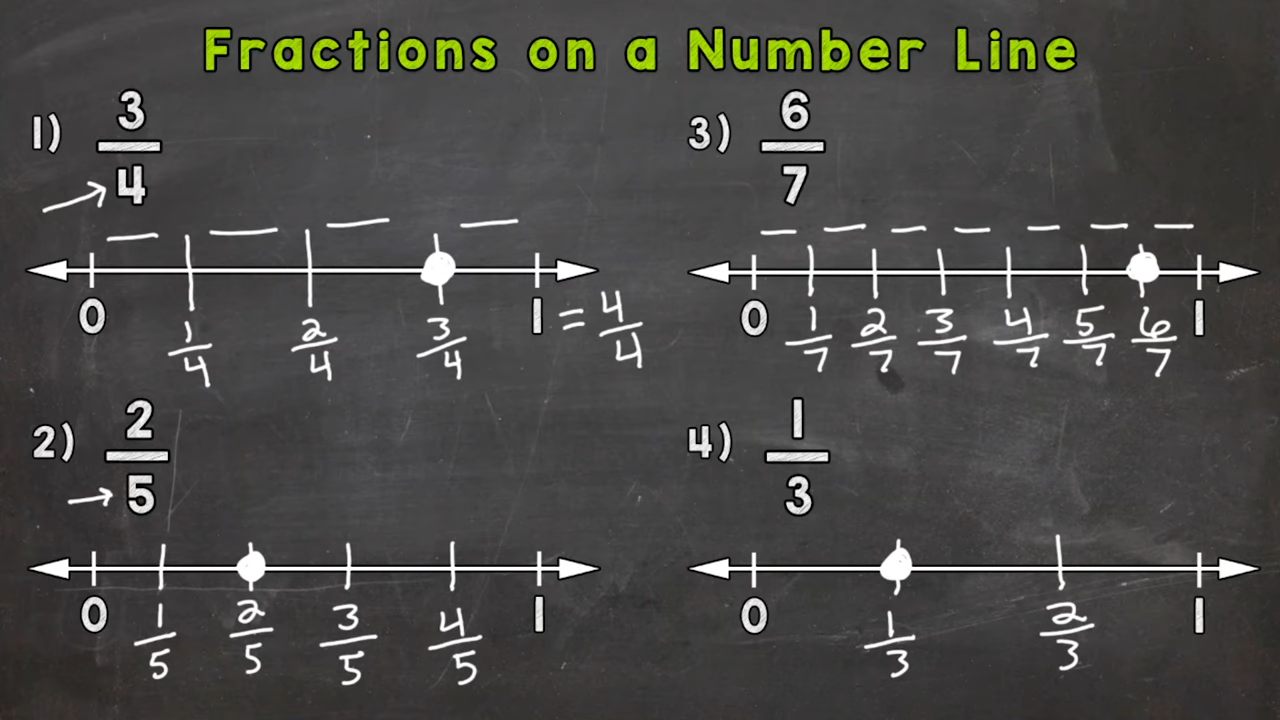 Fractions on a Number Line
1) 3/4
0 1/4 2/4 3/4 1 = 4/4
2) 2/5
0 1/5 2/5 3/5 4/5 1
3) 6/7
0 1/7 2/7 3/7 4/7 5/7 6/7 1
4) 1/3
0 1/3 2/3 1